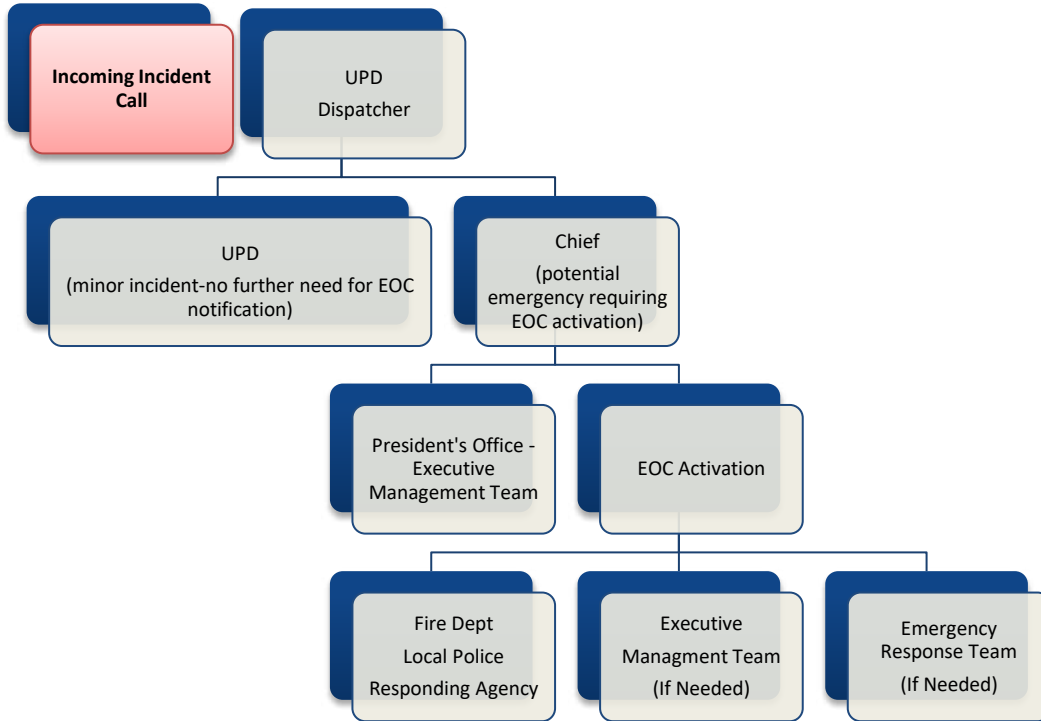 Incoming Incident
Call
UPD
Dispatcher
UPD
(minor incident-no further need for EOC
notification)
Chief
(potential
emergency requiring
EOC activation)
President's Office -
Executive
Management Team
EOC Activation
Fire Dept
Local Police
Responding Agency
Executive
Managment Team
(If Needed)
Emergency
Response Team
(If Needed)